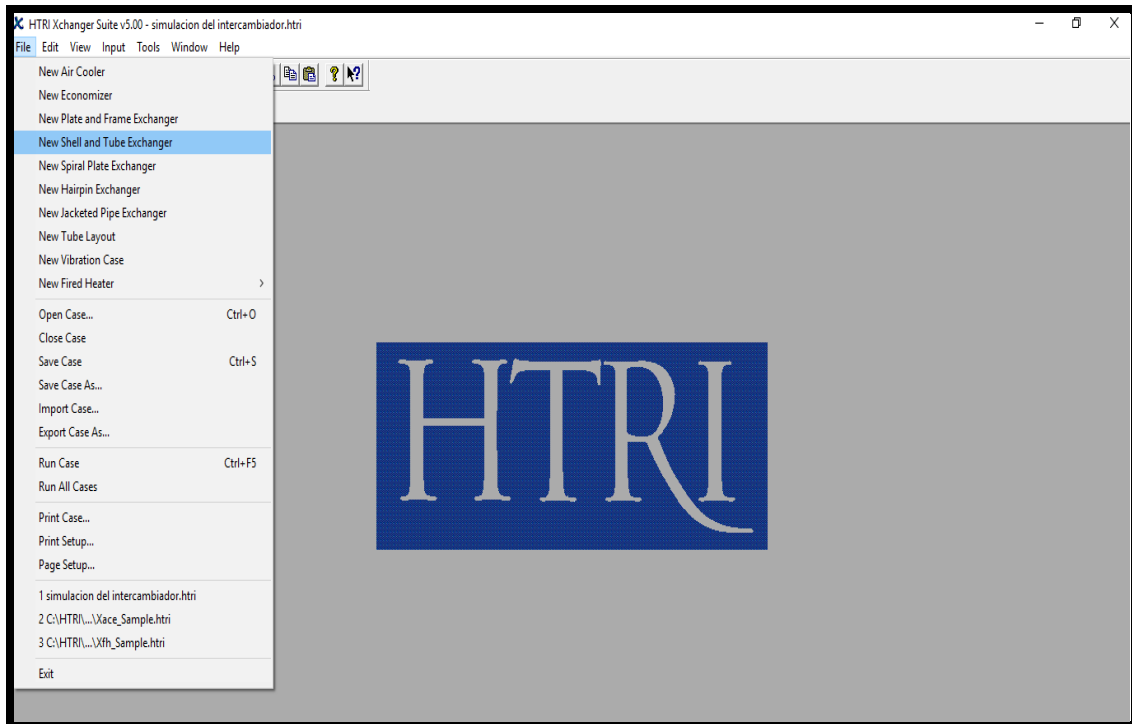 HTRI Xchanger Suite v5.00 - simulacion del intercambiador.htri
File Edit View Input Tools Window Help
New Air Cooler
New Economizer
New Plate and Frame Exchanger
New Shell and Tube Exchanger
New Spiral Plate Exchanger
New Hairpin Exchanger
New Jacketed Pipe Exchanger
New Tube Layout
New Vibration Case
New Fired Heater
Open Case... Ctrl+O
Close Case
Save Case Ctrl+S
Save Case As...
Import Case...
Export Case As...
Run Case Ctrl+F5
Run All Cases
Print Case...
Print Setup...
Page Setup...
1 simulacion del intercambiador.htri
2 C:\HTRI\...\Xace_Sample.htri
3 C:\HTRI\...\Xfh_Sample.htri
Exit
HTRI